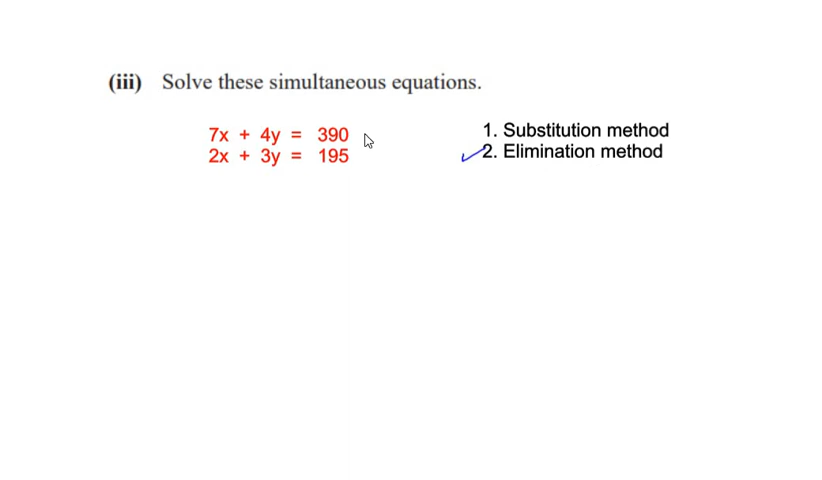 (iii) Solve these simultaneous equations.
7x + 4y = 390
2x + 3y = 195
1. Substitution method
2. Elimination method